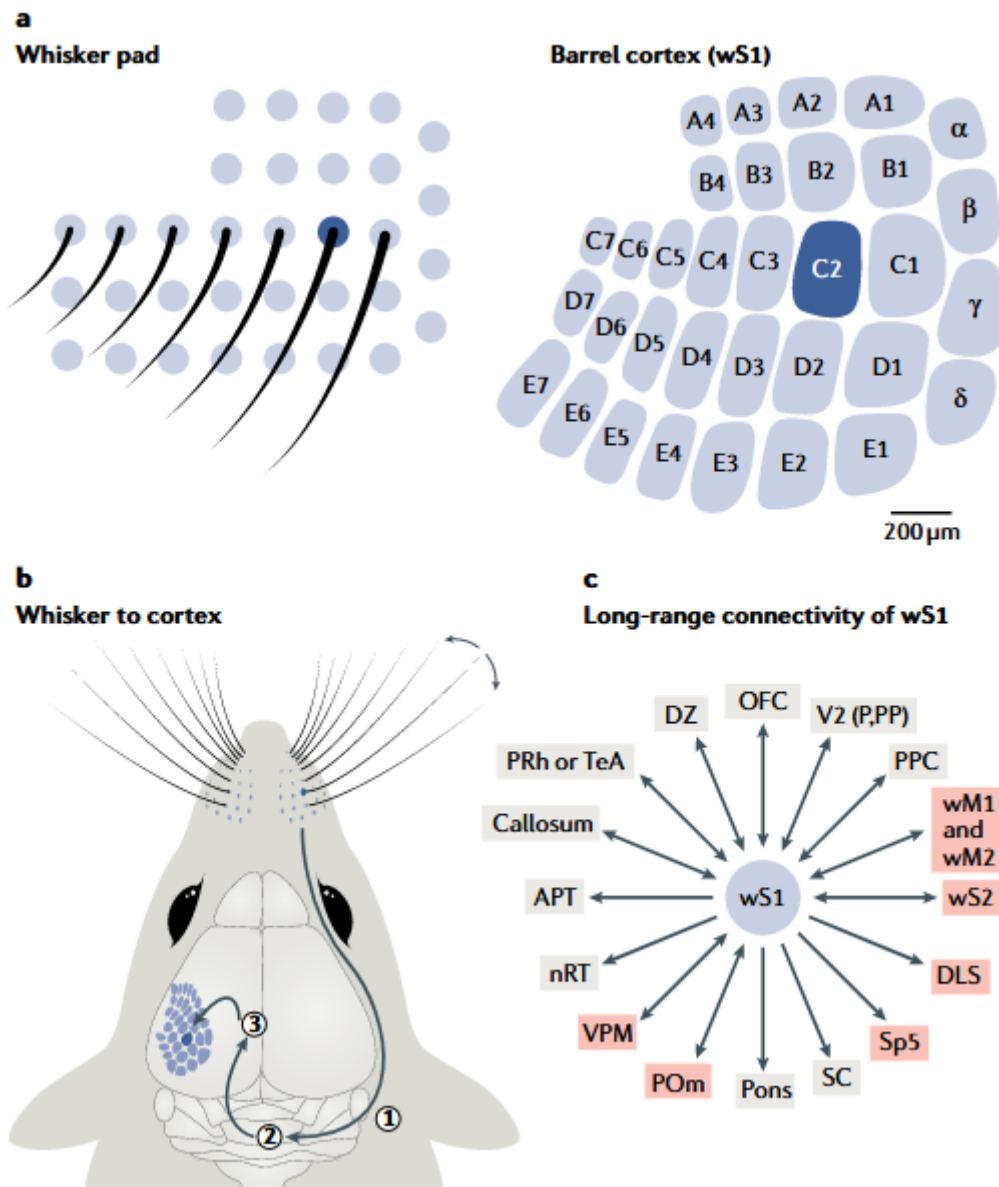 a
Whisker pad
Barrel cortex (wS1)
A4 A3 A2 A1 α
B4 B3 B2 B1 β
C7 C6 C5 C4 C3 C2 C1 γ
D7 D6 D5 D4 D3 D2 D1 δ
E7 E6 E5 E4 E3 E2 E1
200 µm
b
Whisker to cortex
1
2
3
c
Long-range connectivity of wS1
OFC
V2 (P,PP)
PPC
wM1
and
wM2
wS2
DLS
Sp5
SC
Pons
POm
VPM
nRT
APT
Callosum
PRh or TeA
DZ
wS1